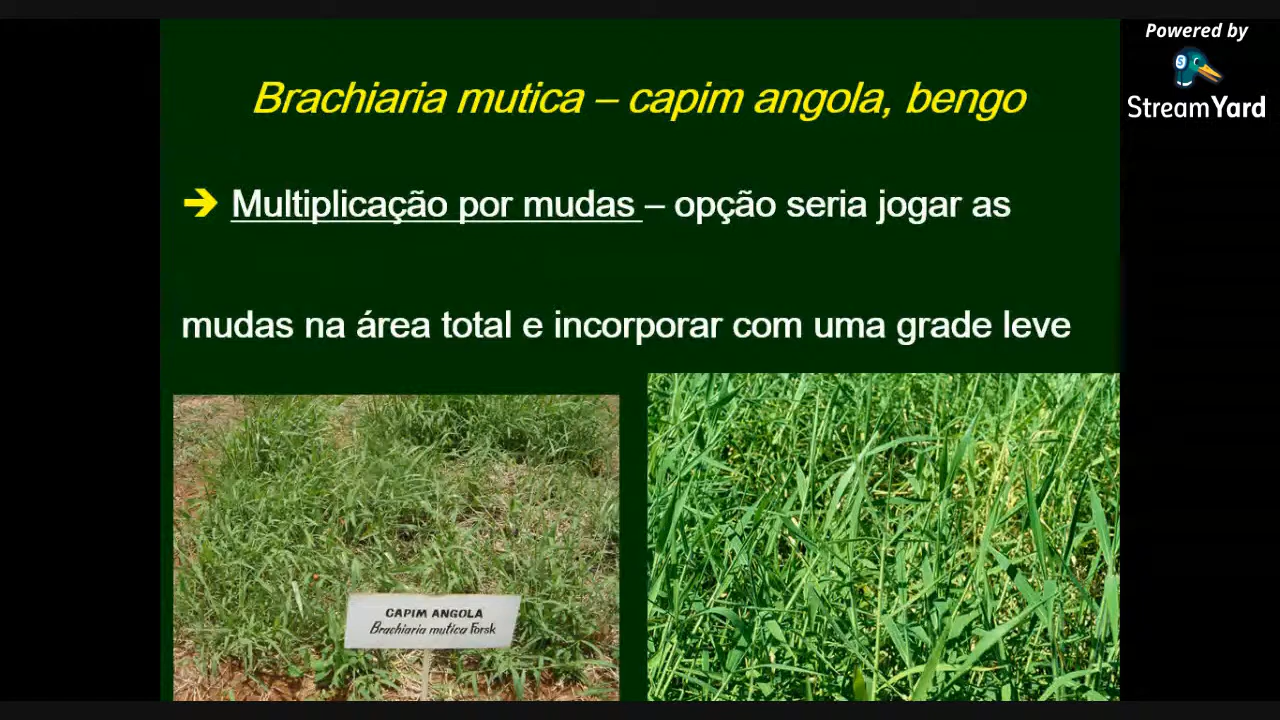 Powered by
StreamYard
Brachiaria mutica – capim angola, bengo
➔ Multiplicação por mudas – opção seria jogar as
mudas na área total e incorporar com uma grade leve
CAPIM ANGOLA
Brachiaria mutica Forsk